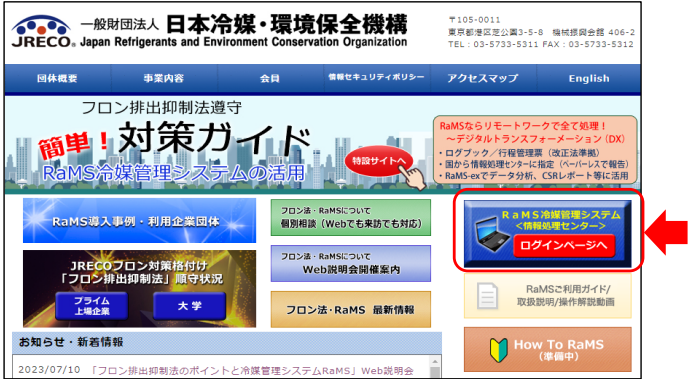 JRECO®
一般財団法人 日本冷媒・環境保全機構
Japan Refrigerants and Environment Conservation Organization
〒105-0011
東京都港区芝公園3-5-8 機械振興会館 406-2
TEL：03-5733-5311 FAX：03-5733-5312
団体概要 事業内容 会員 情報セキュリティポリシー アクセスマップ English
フロン排出抑制法遵守
簡単！対策ガイド
RaMS冷媒管理システムの活用
特設サイトへ
RaMSならリモートワークで全て処理！
～デジタルトランスフォーメーション（DX）
・ログブック／行程管理票（改正法準拠）
・国から情報処理センターに指定（ペーパーレスで報告）
・RaMS-exでデータ分析、CSRレポート等に活用
RaMS導入事例・利用企業団体
フロン法・RaMSについて
個別相談（Webでも来訪でも対応）
RaMS冷媒管理システム
<情報処理センター>
ログインページへ
JRECOフロン対策格付け
「フロン排出抑制法」順守状況
プライム
上場企業
大学
フロン法・RaMSについて
Web説明会開催案内
フロン法・RaMS 最新情報
RaMSご利用ガイド/
取扱説明/操作解説動画
How To RaMS
（準備中）
お知らせ・新着情報
2023/07/10 「フロン排出抑制法のポイントと冷媒管理システムRaMS」Web説明会